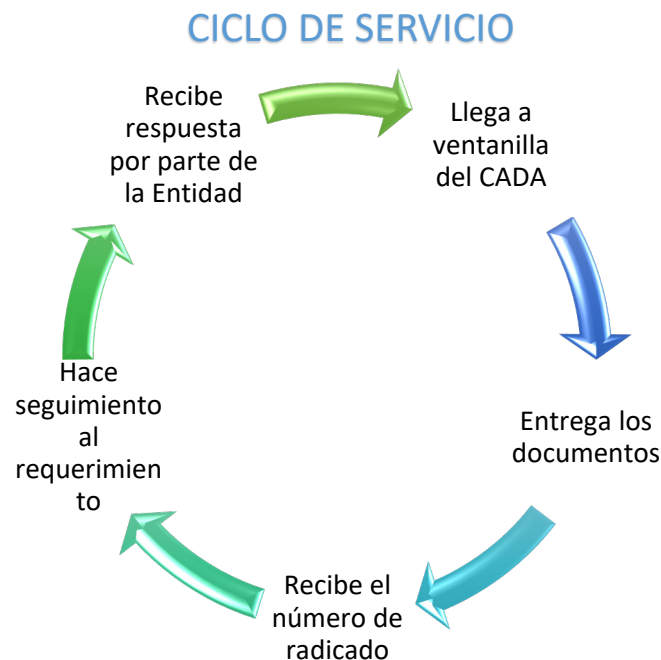 CICLO DE SERVICIO
Llega a
ventanilla
del CADA
Entrega los
documentos
Recibe el
número de
radicado
Hace
seguimiento
al
requerimien
to
Recibe
respuesta
por parte de
la Entidad